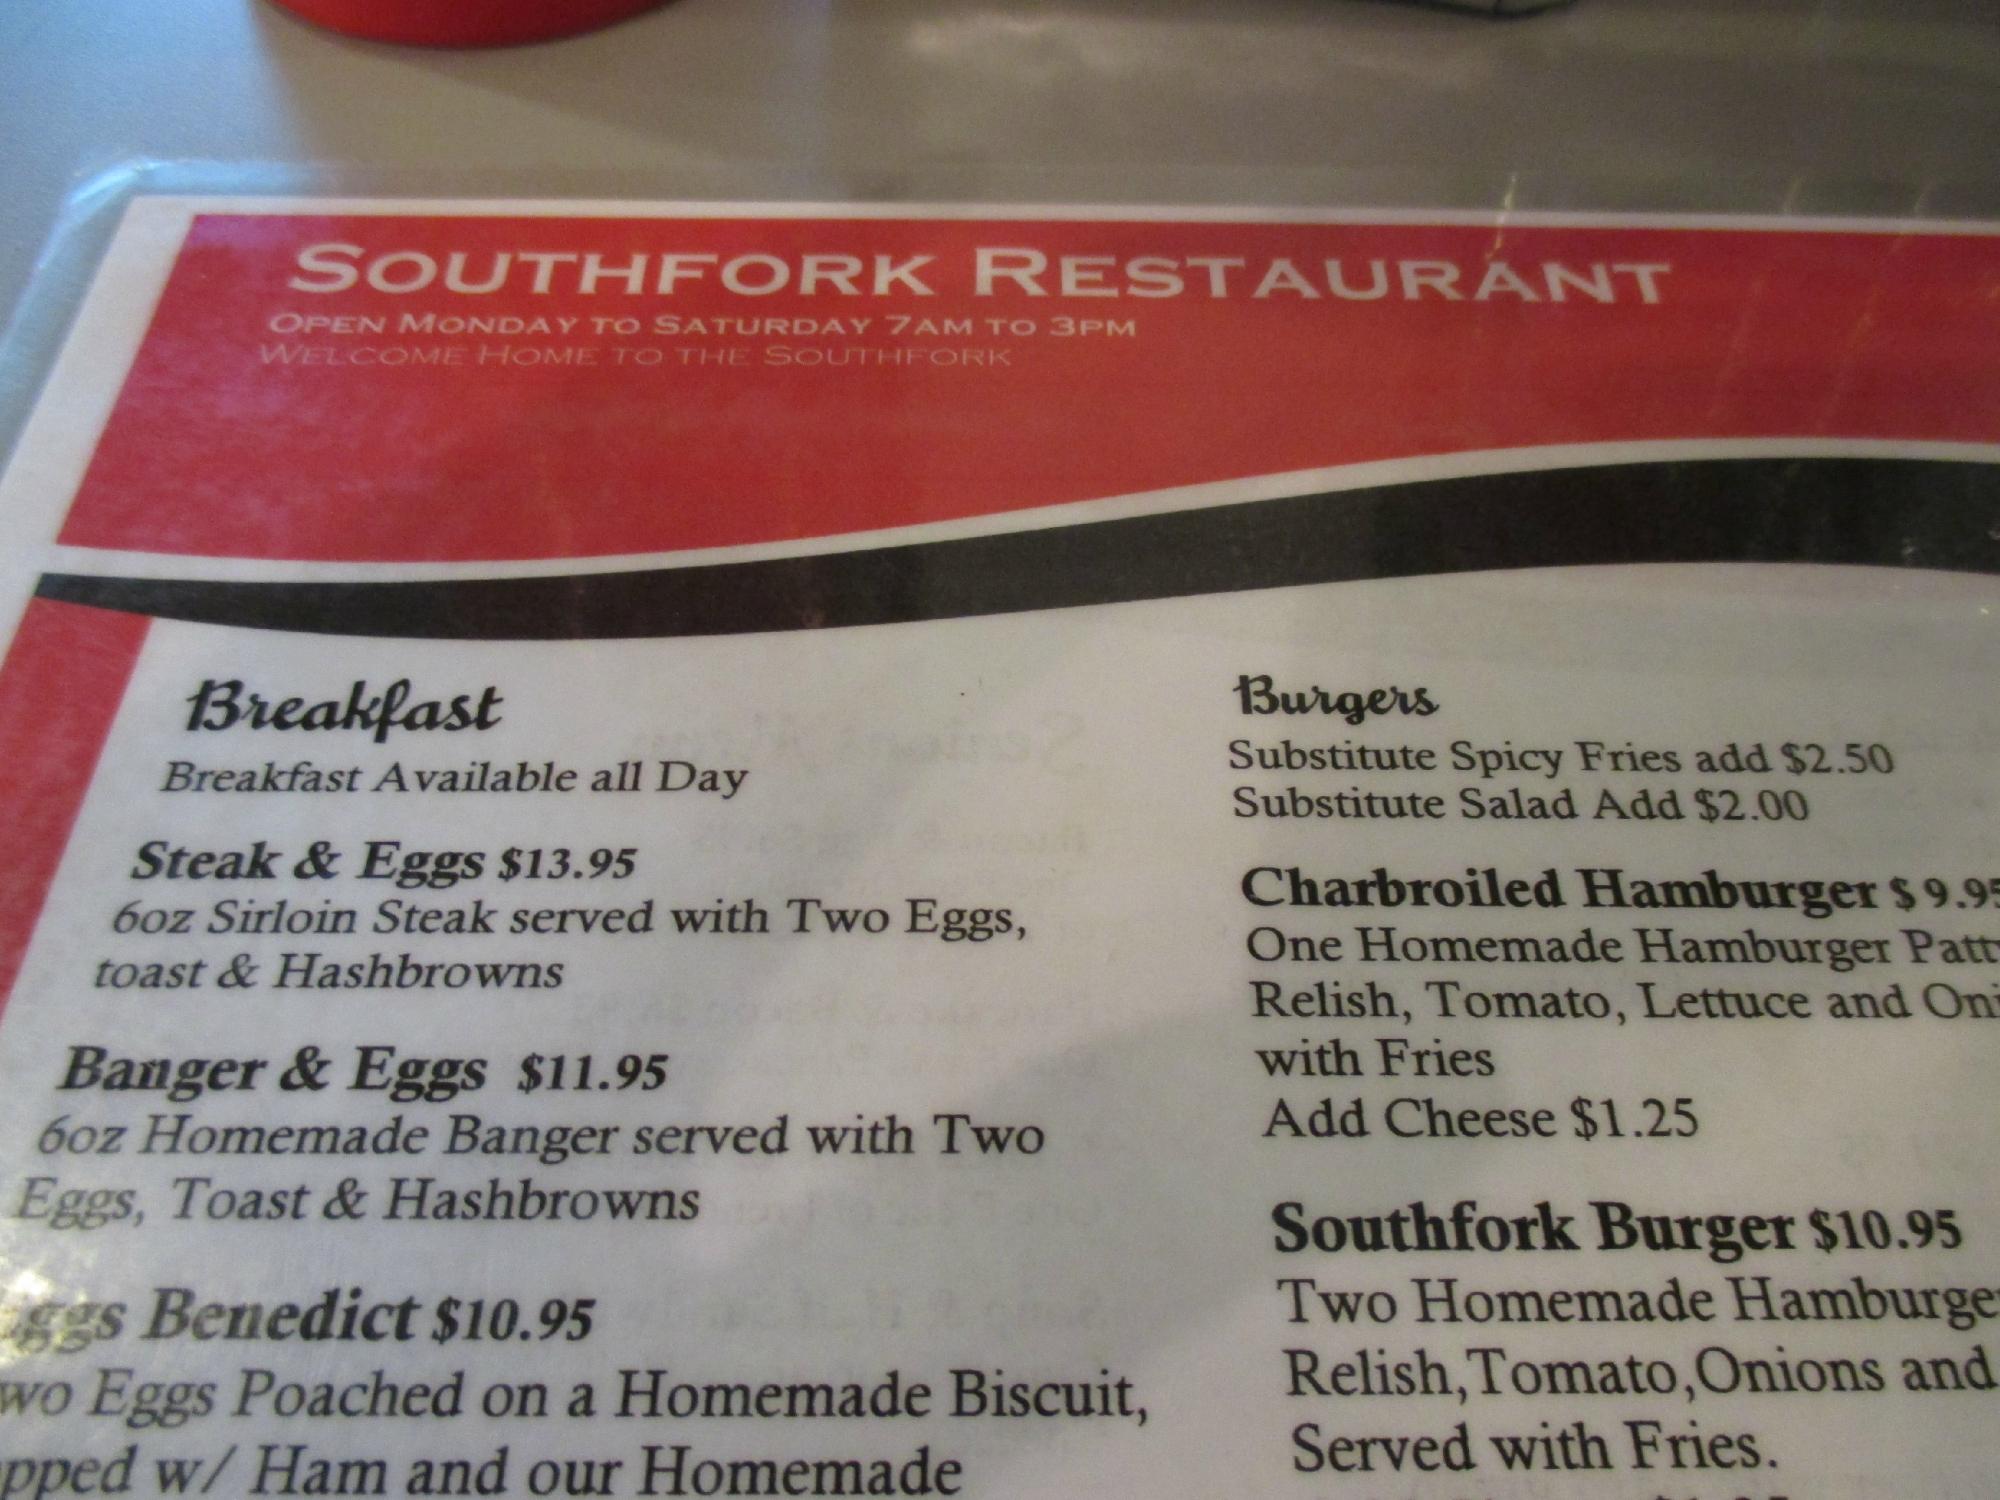 SOUTHFORK RESTAURANT
OPEN MONDAY TO SATURDAY 7AM TO 3PM
WELCOME HOME TO THE SOUTHFORK
Breakfast
Breakfast Available all Day
Steak & Eggs $13.95
6oz Sirloin Steak served with Two Eggs,
toast & Hashbrowns
Banger & Eggs $11.95
6oz Homemade Banger served with Two
Eggs, Toast & Hashbrowns
Benedict $10.95
Eggs Poached on a Homemade Biscuit,
w/ Ham and our Homemade
Burgers
Substitute Spicy Fries add $2.50
Substitute Salad Add $2.00
Charbroiled Hamburger $ 9.95
One Homemade Hamburger
Relish, Tomato, Lettuce and
with Fries
Add Cheese $1.25
Southfork Burger $10.95
Two Homemade
Relish,Tomato,Onions and
Served with Fries.